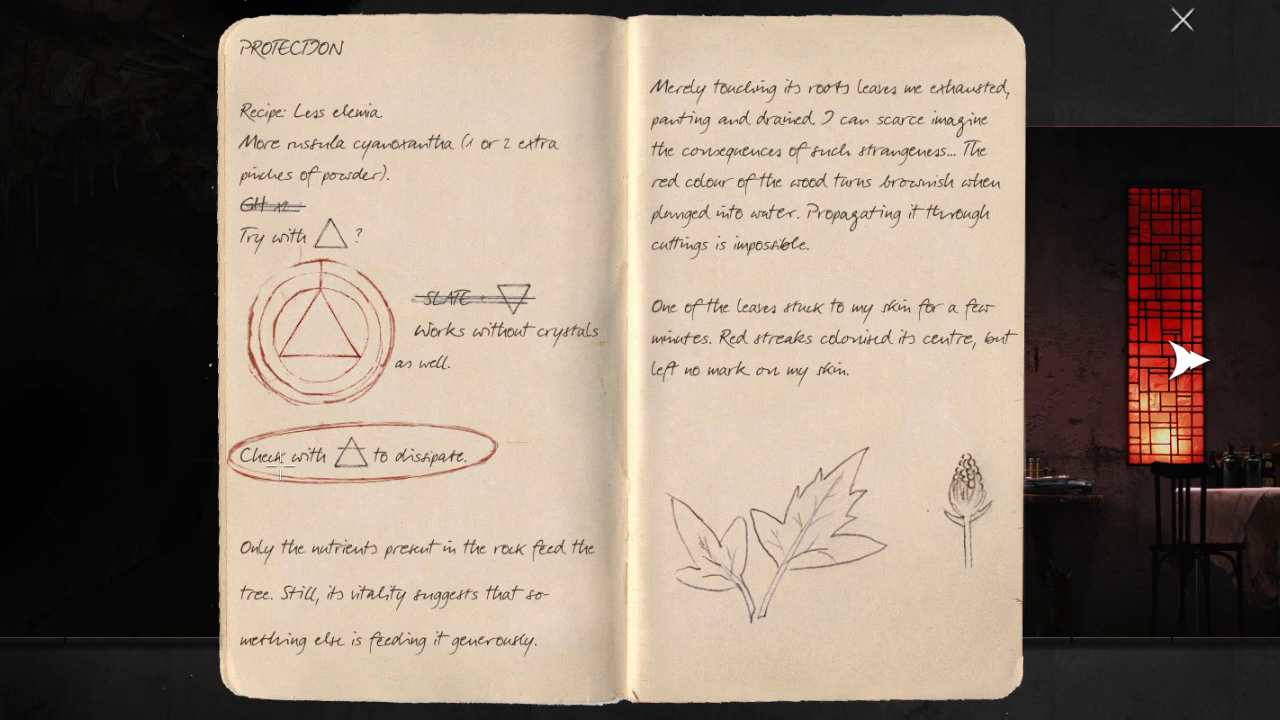 PROTECTION
Recipe: Less elemia
More russula cyanoxantha (1 or 2 extra
pinches of powder).
GH x2
Try with ?
SLATE
Works without crystals
as well.
Check with to dissipate.
Only the nutrients present in the rock feed the
tree. Still, its vitality suggests that so-
mething else is feeding it generously.
Merely touching its roots leaves me exhausted,
panting and drained. I can scarce imagine
the consequences of such strangeness... The
red colour of the wood turns brownish when
plunged into water. Propagating it through
cuttings is impossible.
One of the leaves stuck to my skin for a few
minutes. Red streaks colonised its centre, but
left no mark on my skin.